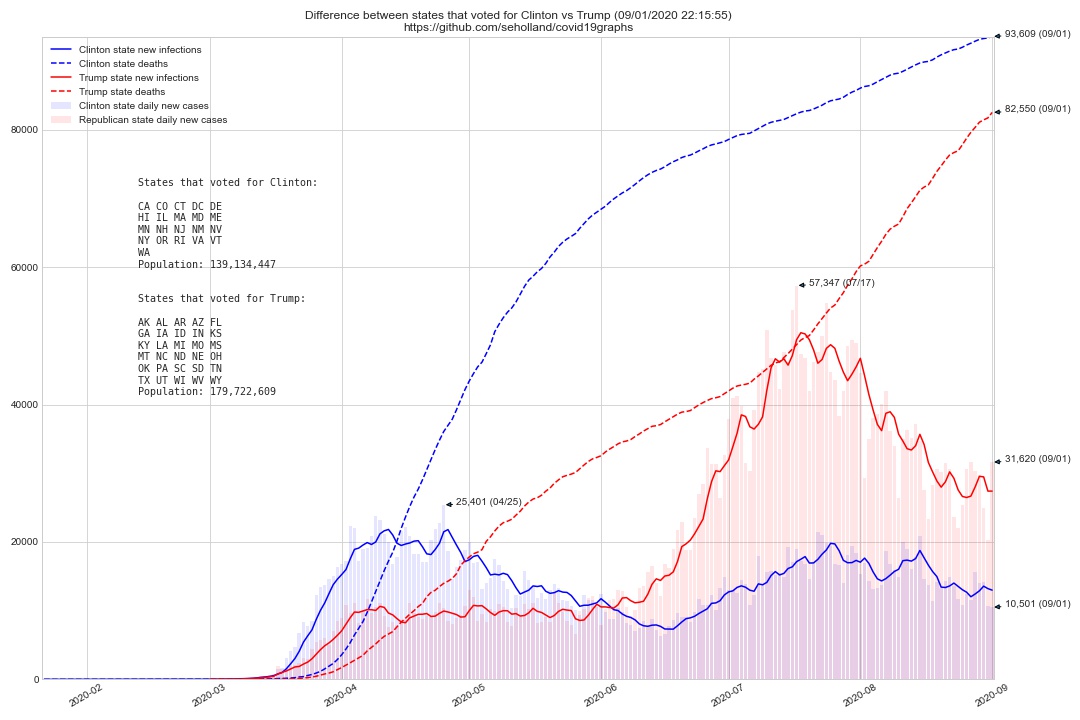 Difference between states that voted for Clinton vs Trump (09/01/2020 22:15:55)
https://github.com/seholland/covid19graphs
Clinton state new infections
Clinton state deaths
Trump state new infections
Trump state deaths
Clinton state daily new cases
Republican state daily new cases
States that voted for Clinton:
CA CO CT DC DE
HI IL MA MD ME
MN NH NJ NM NV
NY OR RI VA VT
WA
Population: 139,134,447
States that voted for Trump:
AK AL AR AZ FL
GA IA ID IN KS
KY LA MI MO MS
MT NC ND NE OH
OK PA SC SD TN
TX UT WI WV WY
Population: 179,722,609
93,609 (09/01)
82,550 (09/01)
57,347 (07/17)
31,620 (09/01)
25,401 (04/25)
10,501 (09/01)
80000
60000
40000
20000
0
2020-02
2020-03
2020-04
2020-05
2020-06
2020-07
2020-08
2020-09